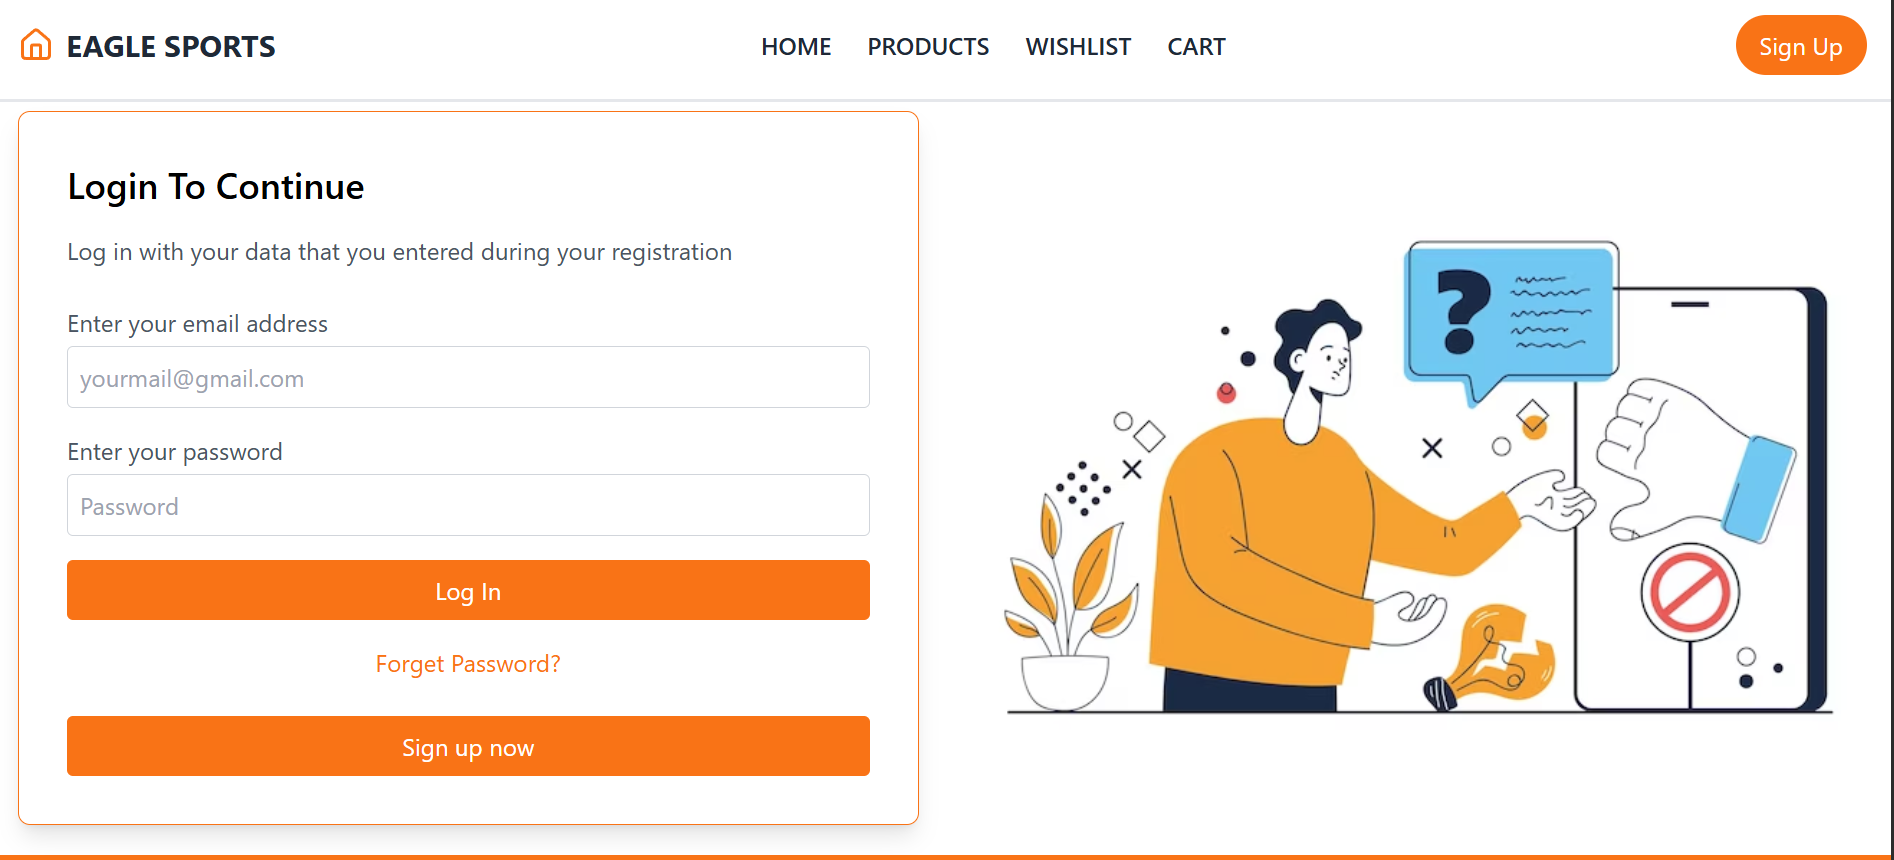 EAGLE SPORTS
HOME PRODUCTS WISHLIST CART
Sign Up
Login To Continue
Log in with your data that you entered during your registration
Enter your email address
yourmail@gmail.com
Enter your password
Password
Log In
Forget Password?
Sign up now
?